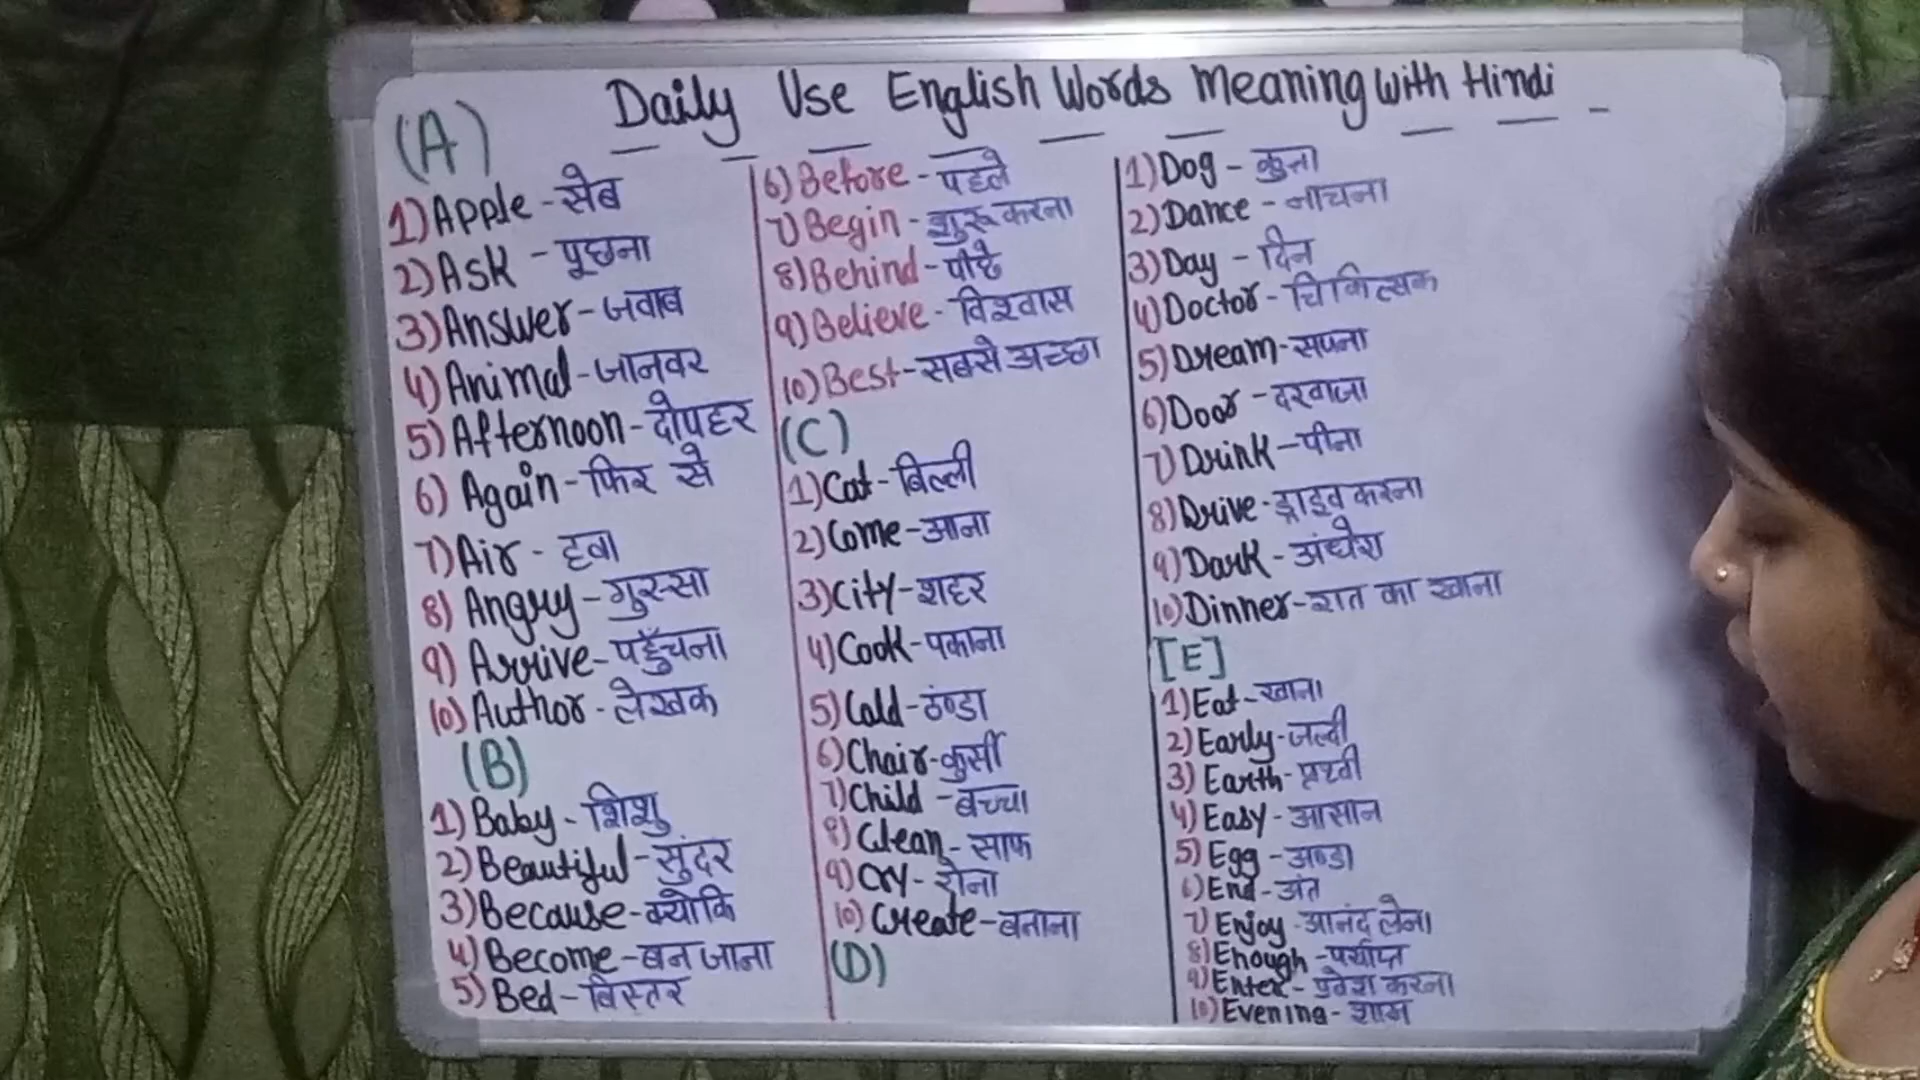 Daily Use English Words Meaning with Hindi
(A)
1) Apple - सेब
2) Ask - पूछना
3) Answer - जवाब
4) Animal - जानवर
5) Afternoon - दोपहर
6) Again - फिर से
7) Air - हवा
8) Angry - गुस्सा
9) Arrive - पहुँचना
10) Author - लेखक
(B)
1) Baby - शिशु
2) Beautiful - सुंदर
3) Because - क्योकि
4) Become - बन जाना
5) Bed - बिस्तर
6) Before - पहले
7) Begin - शुरू करना
8) Behind - पीछे
9) Believe - विश्वास
10) Best - सबसे अच्छा
(C)
1) Cat - बिल्ली
2) Come - आना
3) City - शहर
4) Cook - पकाना
5) Cold - ठंण्डा
6) Chair - कुर्सी
7) Child - बच्चा
8) Clean - साफ
9) Cry - रोना
10) Create - बनाना
(D)
1) Dog - कुत्ता
2) Dance - नाचना
3) Day - दिन
4) Doctor - चिकित्सक
5) Dream - सपना
6) Door - दरवाजा
7) Drink - पीना
8) Drive - ड्राइव करना
9) Dark - अंधेरा
10) Dinner - रात का खाना
[E]
1) Eat - खाना
2) Early - जल्दी
3) Earth - पृथ्वी
4) Easy - आसान
5) Egg - अण्डा
6) End - अंत
7) Enjoy - आनंद लेना
8) Enough - पर्याप्त
9) Enter - प्रवेश करना
10) Evening - शाम